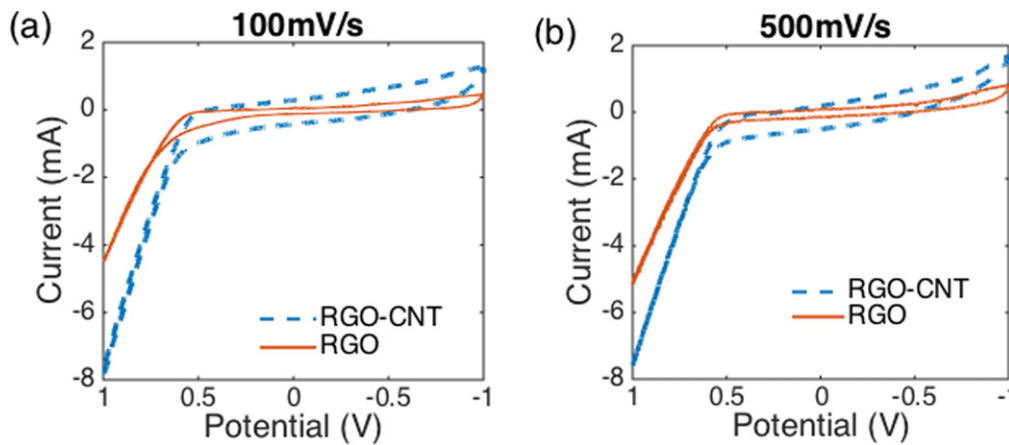 (a)
100mV/s
2
0
-2
-4
-6
-8
Current (mA)
RGO-CNT
RGO
1
0.5
0
-0.5
-1
Potential (V)
(b)
500mV/s
2
0
-2
-4
-6
-8
Current (mA)
RGO-CNT
RGO
1
0.5
0
-0.5
-1
Potential (V)